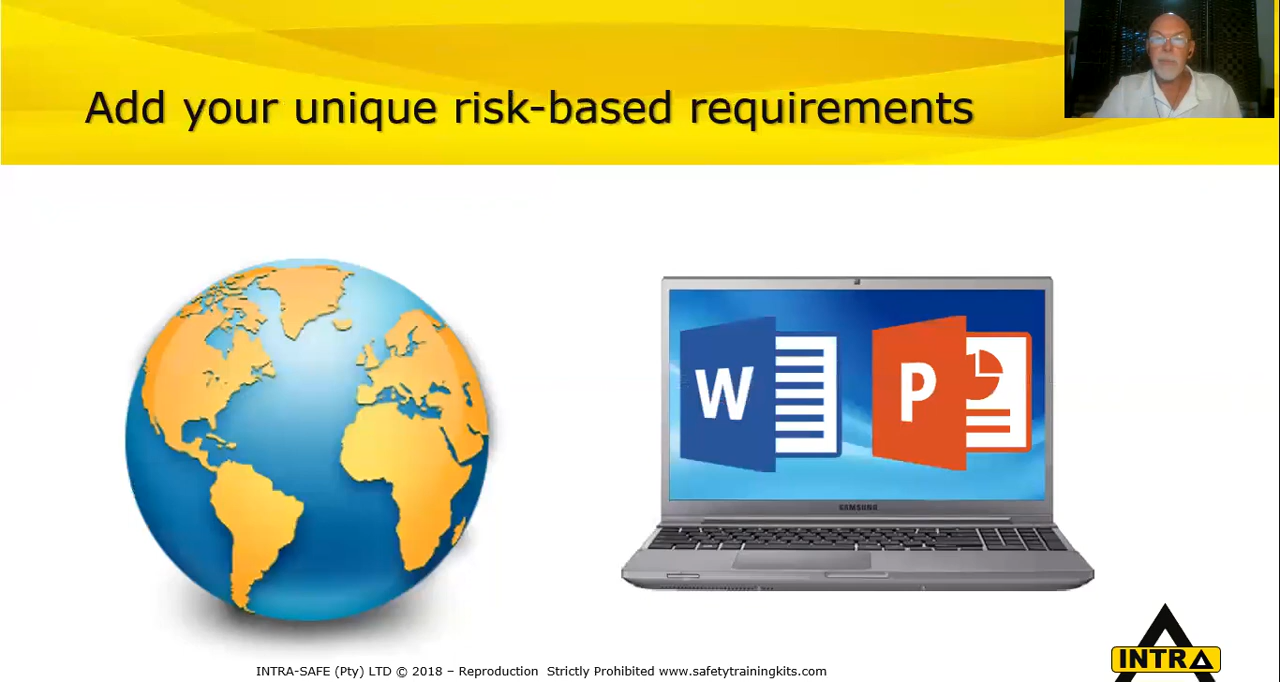 Add your unique risk-based requirements
W
P
SAMSUNG
INTRA-SAFE (Pty) LTD © 2018 – Reproduction  Strictly Prohibited www.safetytrainingkits.com
INTRA